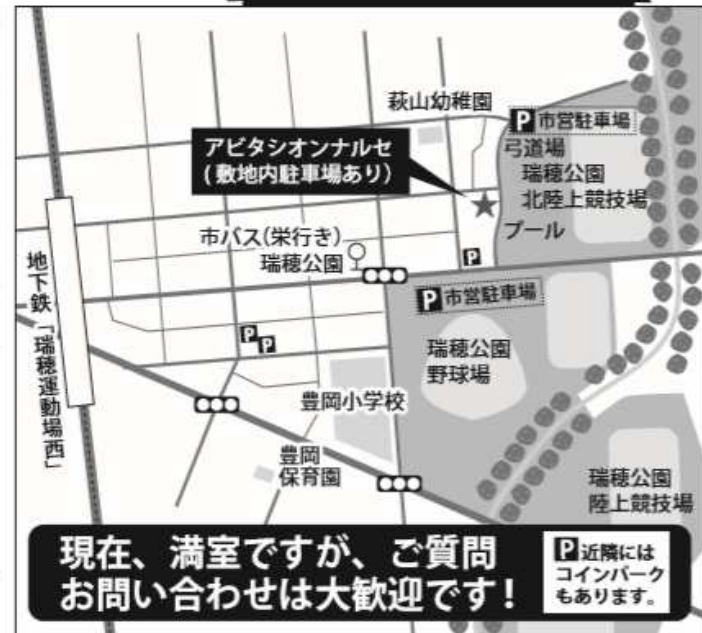 萩山幼稚園
P 市営駐車場
アビタシオンナルセ
(敷地内駐車場あり)
弓道場
瑞穂公園
北陸上競技場
プール
市バス(栄行き)
瑞穂公園
P
P 市営駐車場
地下鉄「瑞穂運動場西」
P
P
瑞穂公園
野球場
豊岡小学校
豊岡
保育園
瑞穂公園
陸上競技場
現在、満室ですが、ご質問
お問い合わせは大歓迎です!
P近隣には
コインパーク
もあります。